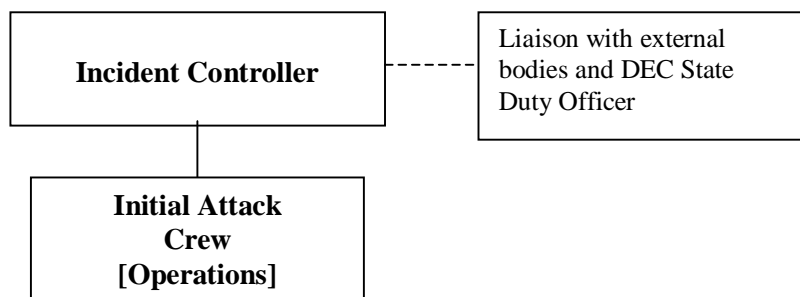 Incident Controller
Liaison with external
bodies and DEC State
Duty Officer
Initial Attack
Crew
[Operations]